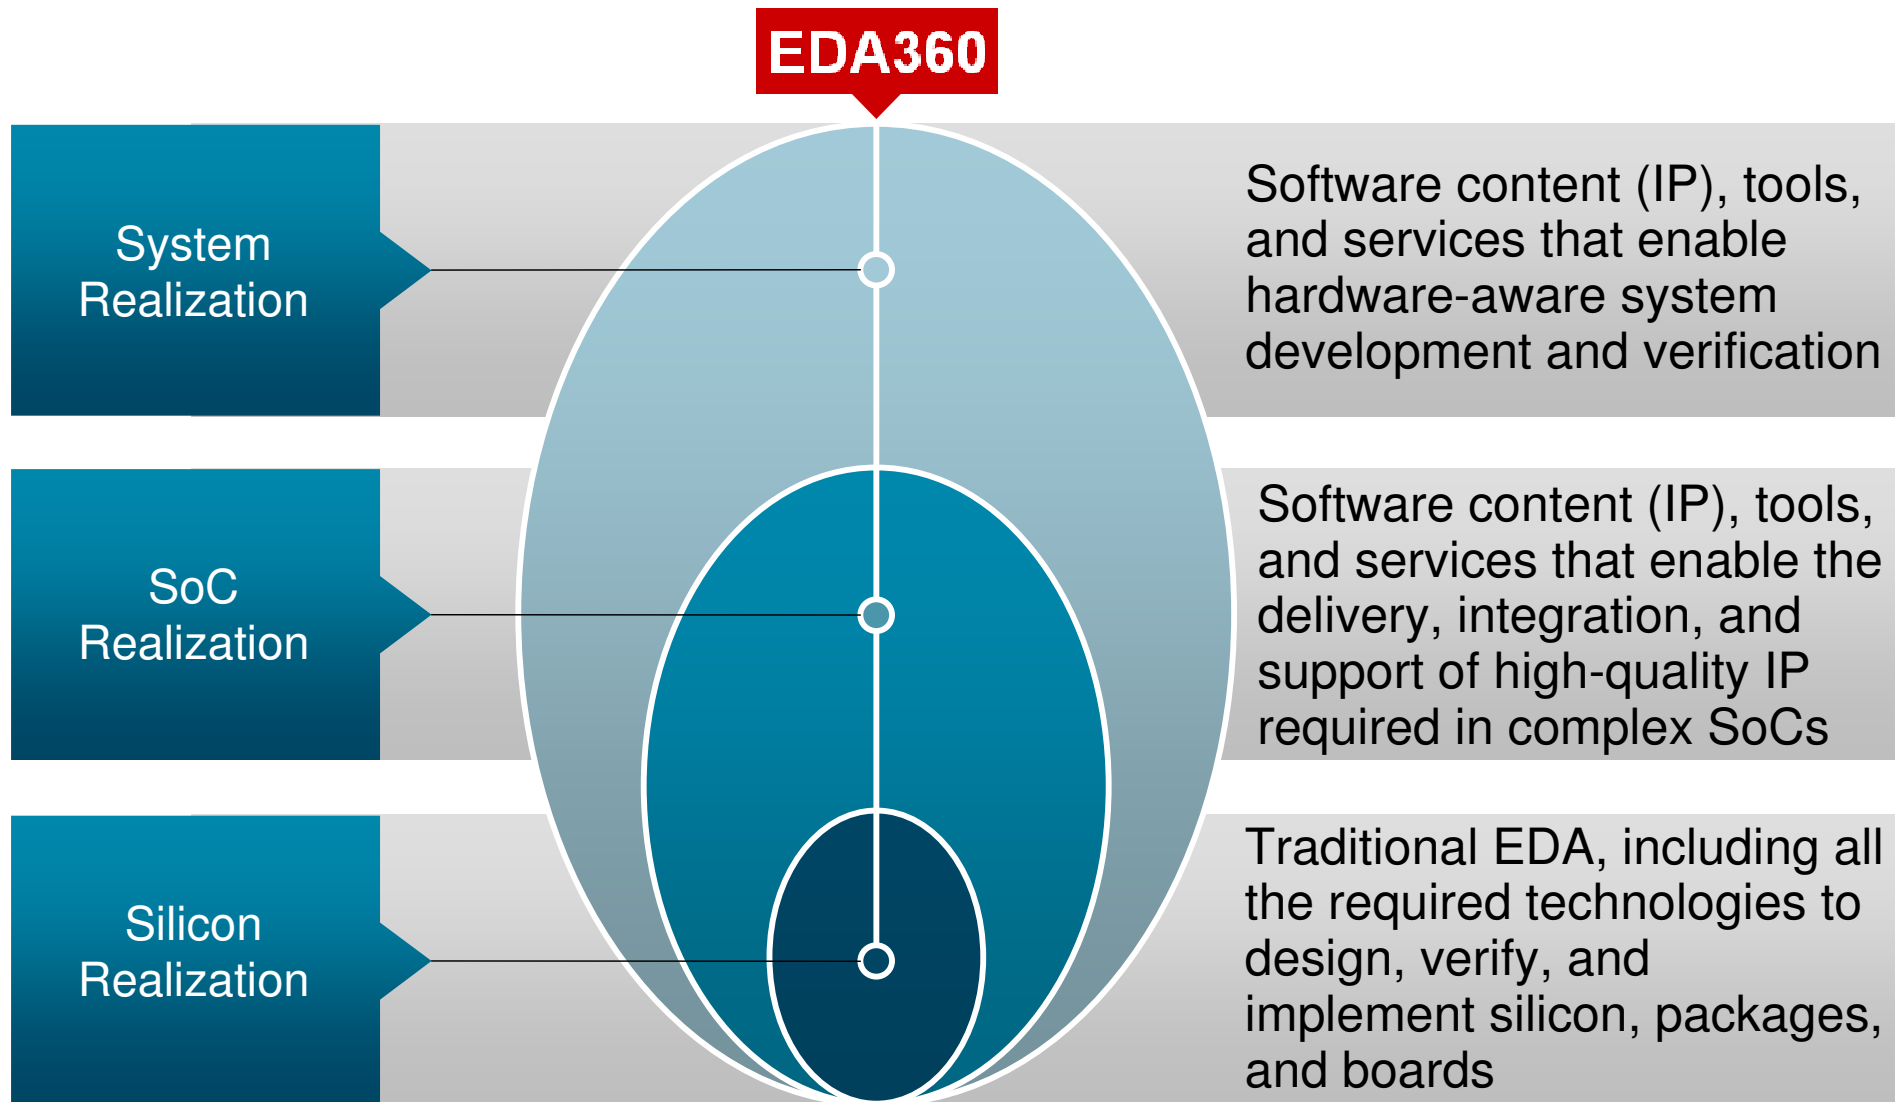 EDA360
System
Realization
Software content (IP), tools,
and services that enable
hardware-aware system
development and verification
SoC
Realization
Software content (IP), tools,
and services that enable the
delivery, integration, and
support of high-quality IP
required in complex SoCs
Silicon
Realization
Traditional EDA, including all
the required technologies to
design, verify, and
implement silicon, packages,
and boards